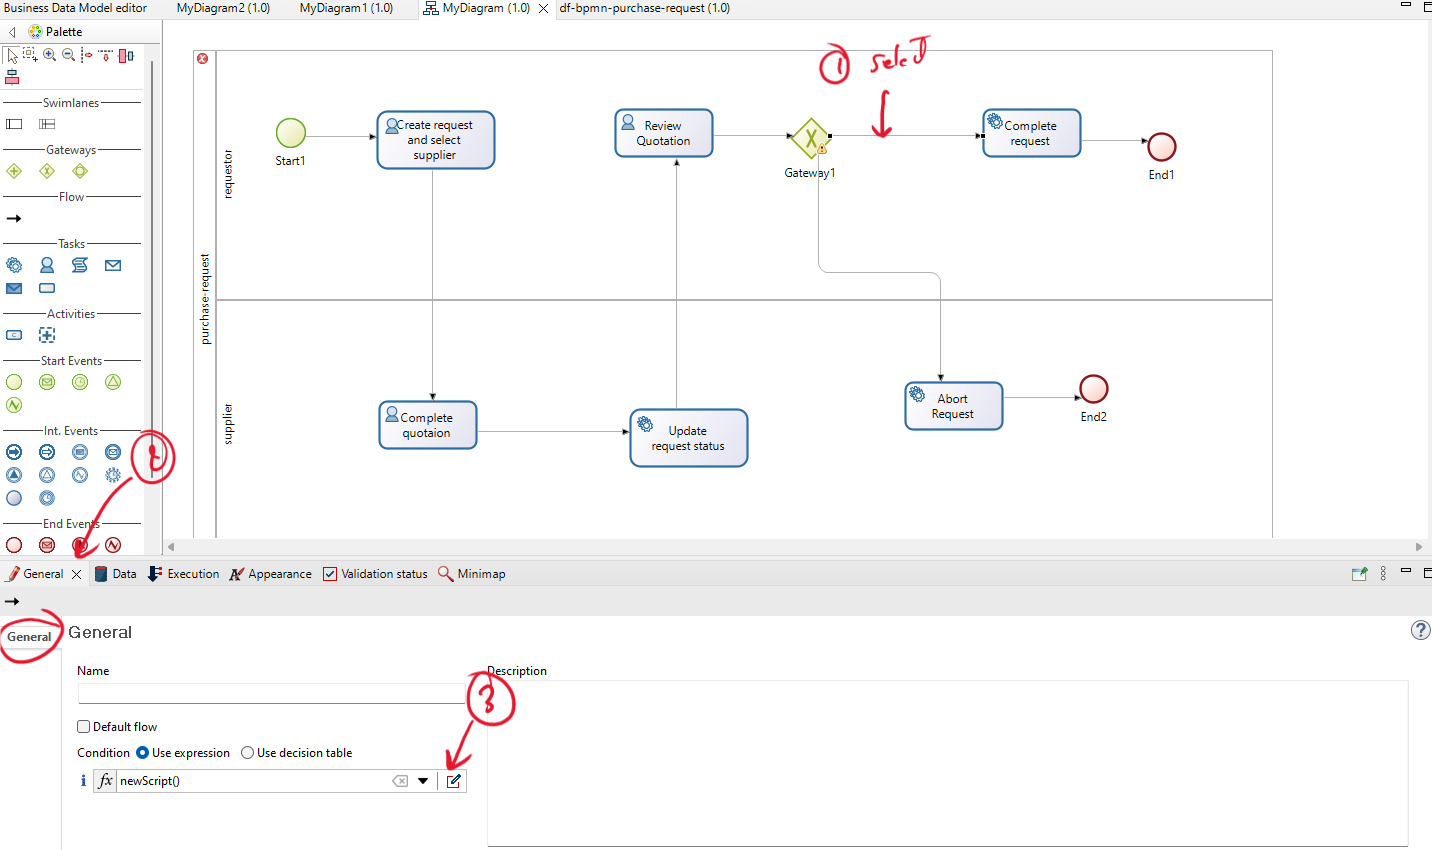 Business Data Model editor
MyDiagram2 (1.0)
MyDiagram1 (1.0)
MyDiagram (1.0)
df-bpmn-purchase-request (1.0)
Palette
Swimlanes
Gateways
Flow
Tasks
Activities
Start Events
Int. Events
End Events
1 select
purchase-request
requestor
Start1
Create request
and select
supplier
Review
Quotation
Gateway1
Complete
request
End1
supplier
Complete
quotaion
Update
request status
Abort
Request
End2
2
General
Data
Execution
Appearance
Validation status
Minimap
General
General
Name
Description
3
Default flow
Condition
Use expression
Use decision table
i
fx
newScript()
?